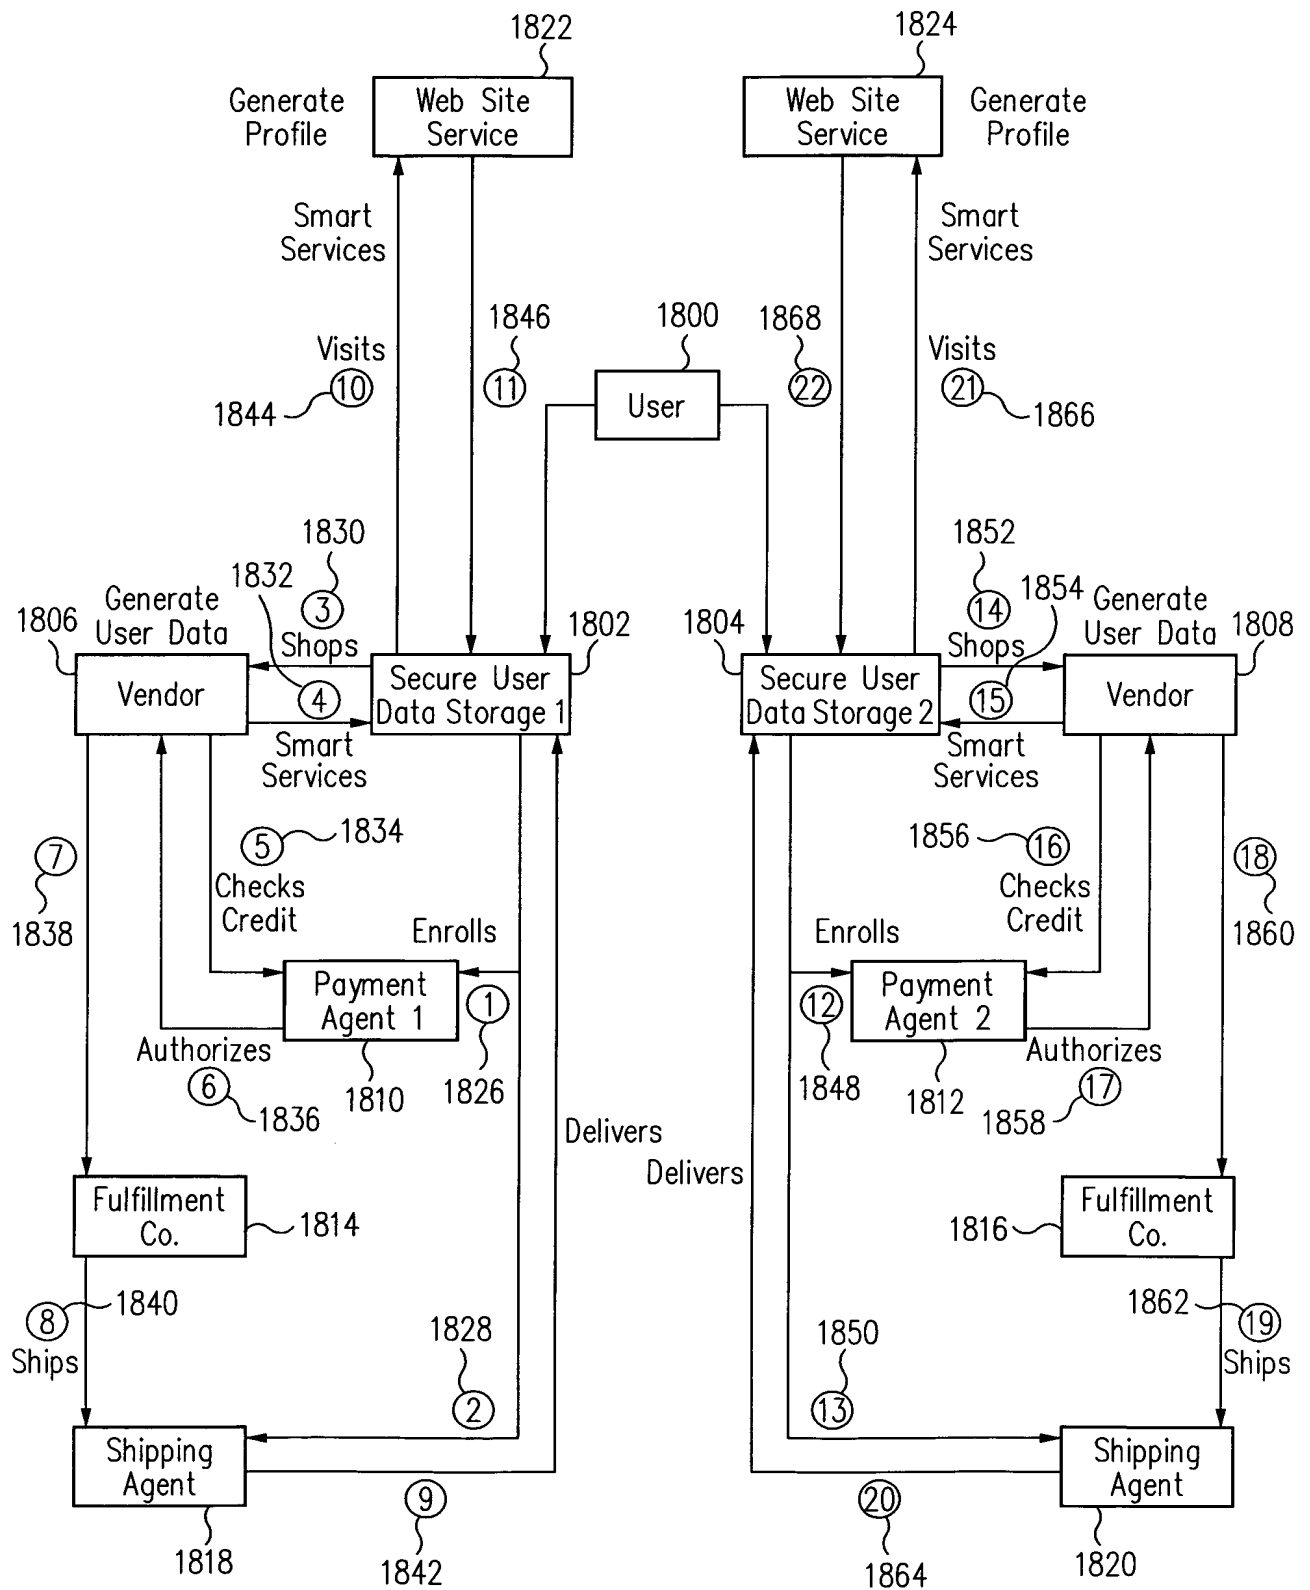 1822
1824
Generate
Profile
Web Site
Service
Web Site
Service
Generate
Profile
Smart
Services
Smart
Services
1846
1800
1868
Visits
10
11
User
22
Visits
21
1844
1866
1830
1852
1832
3
14
1854
1806
Generate
User Data
Shops
1802
1804
Shops
Generate
User Data
1808
Vendor
4
Secure User
Data Storage 1
Secure User
Data Storage 2
15
Vendor
Smart
Services
Smart
Services
7
5
1834
1856
16
18
1838
Checks
Credit
Checks
Credit
1860
Enrolls
Enrolls
Payment
Agent 1
1
12
Payment
Agent 2
Authorizes
Authorizes
6
1836
1810
1826
1848
1812
1858
17
Delivers
Delivers
Fulfillment
Co.
1814
1816
Fulfillment
Co.
8
1840
1862
19
Ships
1828
1850
Ships
2
13
Shipping
Agent
Shipping
Agent
9
20
1818
1842
1864
1820